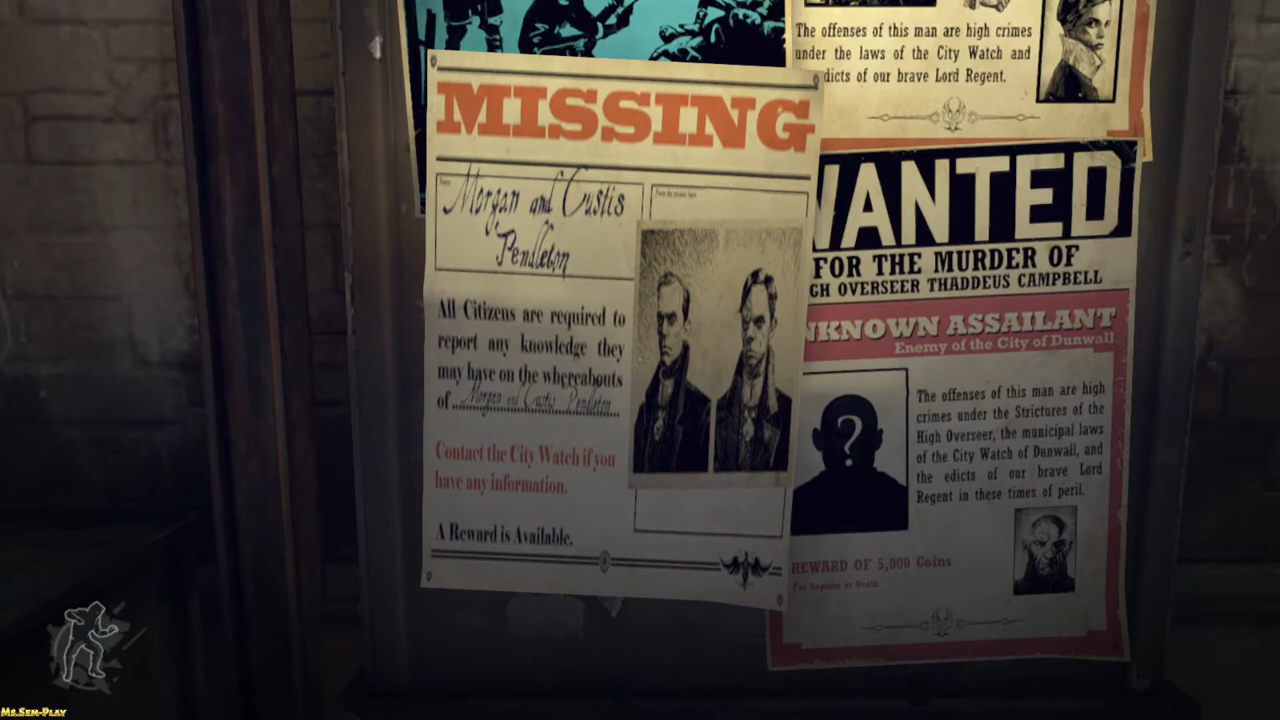 The offenses of this man are high crimes
under the laws of the City Watch and
edicts of our brave Lord Regent.
MISSING
Morgan and Custis
Pendleton
All Citizens are required to
report any knowledge they
may have on the whereabouts
of Morgan and Custis Pendleton
Contact the City Watch if you
have any information.
A Reward is Available.
WANTED
FOR THE MURDER OF
GH OVERSEER THADDEUS CAMPBELL
NKNOWN ASSAILANT
Enemy of the City of Dunwall
?
The offenses of this man are high
crimes under the Strictures of the
High Overseer, the municipal laws
of the City Watch of Dunwall, and
the edicts of our brave Lord
Regent in these times of peril.
REWARD OF 5,000 Coins
For Capture or Death
Ms.Sem-Play